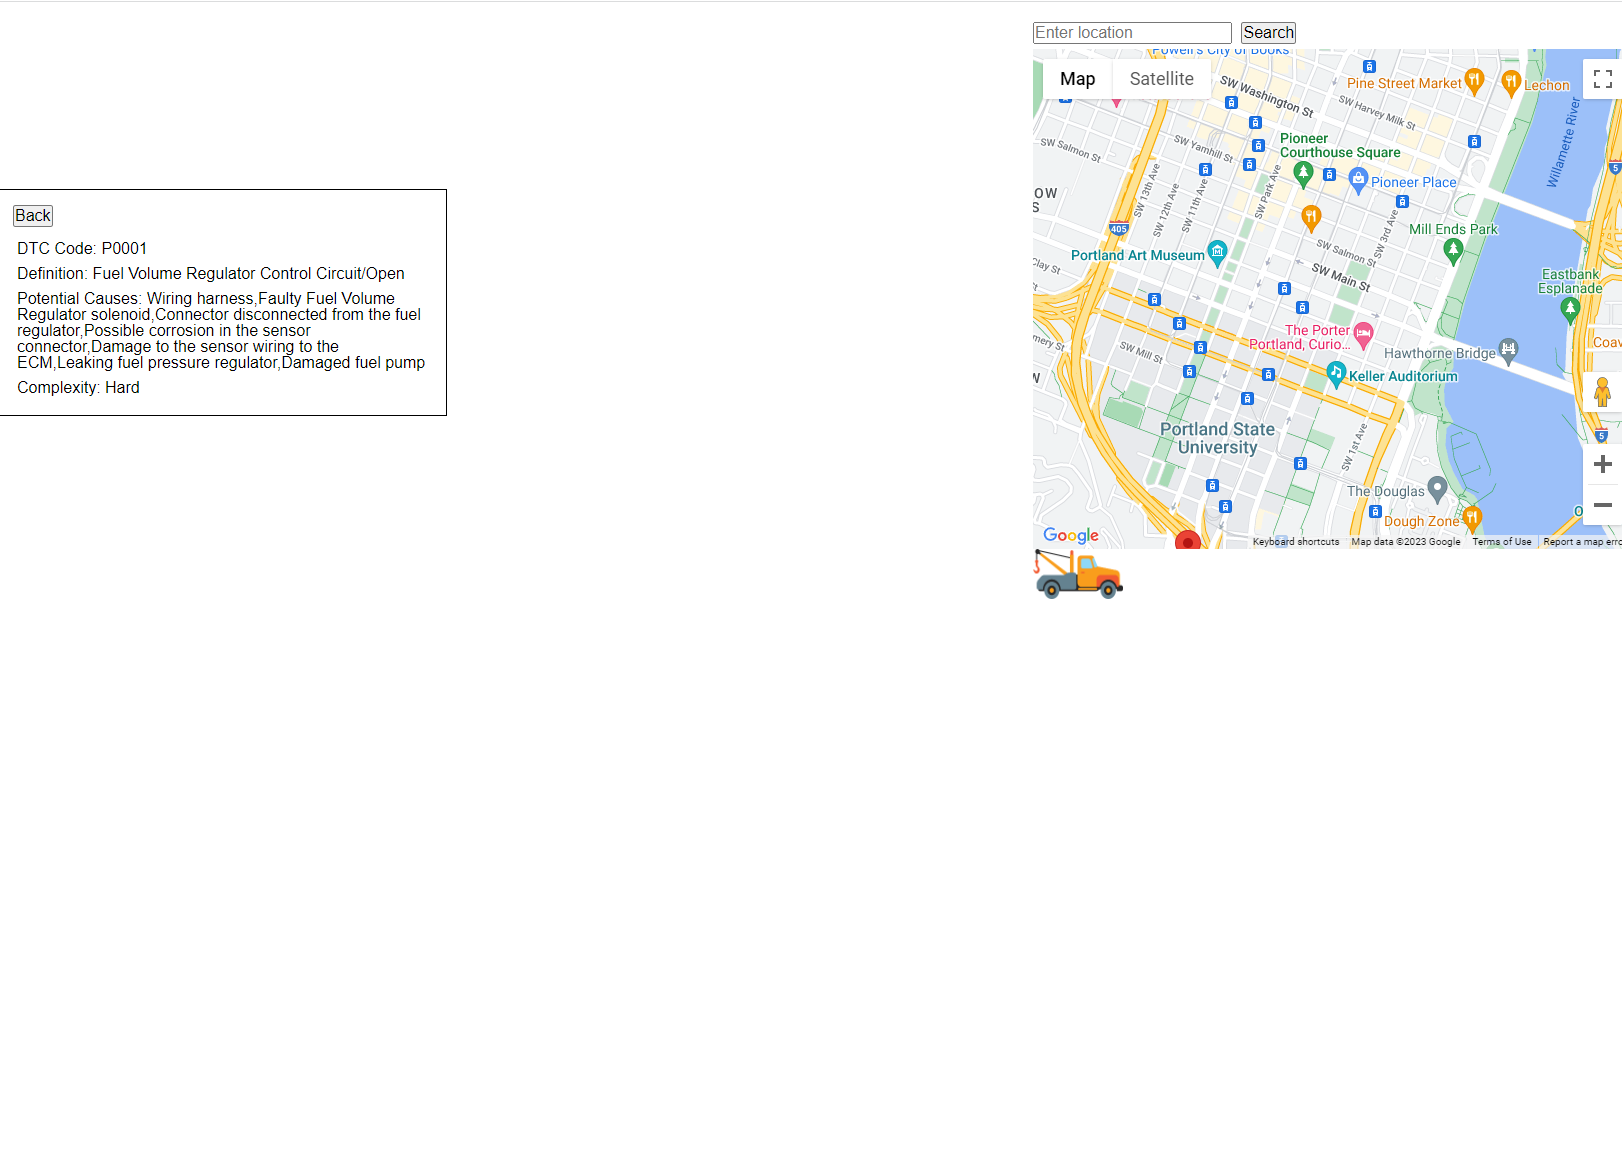 Enter location
Search
Back
DTC Code: P0001
Definition: Fuel Volume Regulator Control Circuit/Open
Potential Causes: Wiring harness,Faulty Fuel Volume
Regulator solenoid,Connector disconnected from the fuel
regulator,Possible corrosion in the sensor
connector,Damage to the sensor wiring to the
ECM,Leaking fuel pressure regulator,Damaged fuel pump
Complexity: Hard
Powell's City of Books
Map
Satellite
Pine Street Market
Lechon
SW Washington St
SW Harvey Milk St
Willamette River
5
Pioneer
Courthouse Square
SW Salmon St
SW Yamhill St
Pioneer Place
SW 13th Ave
SW 12th Ave
SW 11th Ave
SW Park Ave
SW 3rd Ave
OW
S
405
Mill Ends Park
Portland Art Museum
SW Salmon St
Clay St
SW Main St
Eastbank
Esplanade
The Porter
Portland, Curio...
mery St
SW Mill St
Hawthorne Bridge
Coav
W
Keller Auditorium
Portland State
University
SW 1st Ave
5
The Douglas
Dough Zone
O
Google
Keyboard shortcuts
Map data ©2023 Google
Terms of Use
Report a map erro